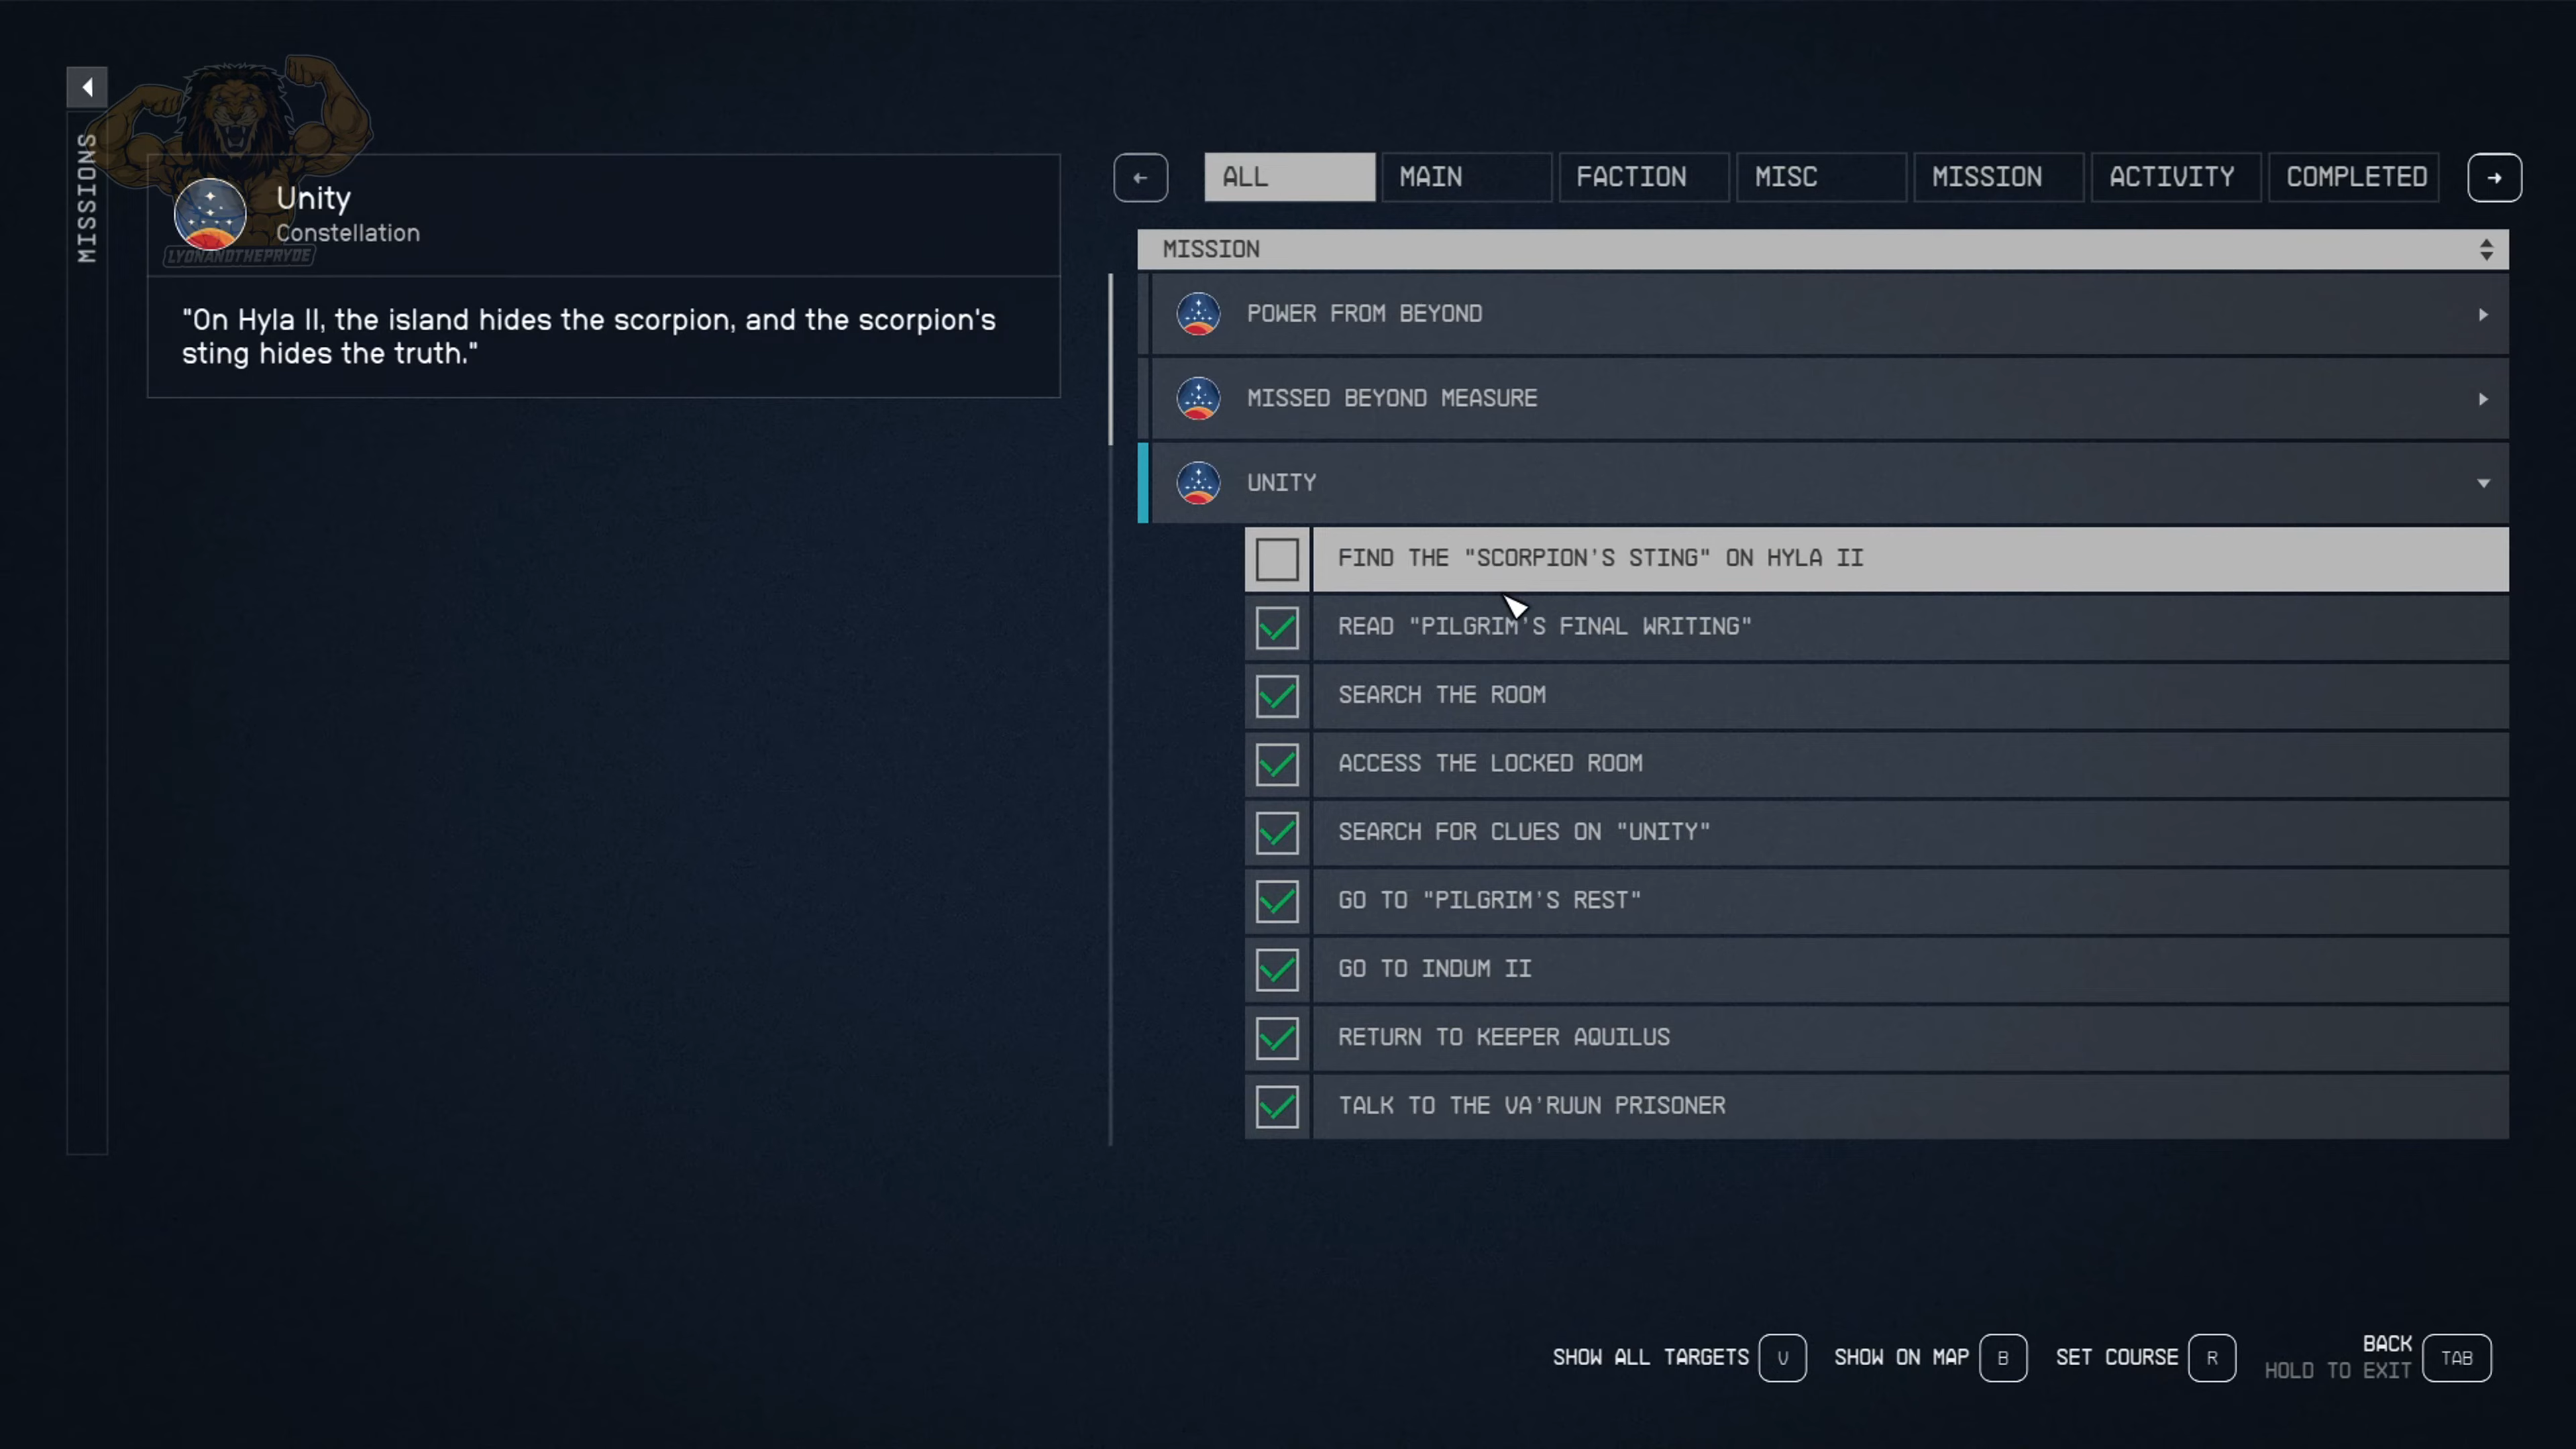 MISSIONS
LYONANDTHEPRYDE
Unity
Constellation
"On Hyla II, the island hides the scorpion, and the scorpion's
sting hides the truth."
ALL MAIN FACTION MISC MISSION ACTIVITY COMPLETED
MISSION
POWER FROM BEYOND
MISSED BEYOND MEASURE
UNITY
FIND THE "SCORPION'S STING" ON HYLA II
READ "PILGRIM'S FINAL WRITING"
SEARCH THE ROOM
ACCESS THE LOCKED ROOM
SEARCH FOR CLUES ON "UNITY"
GO TO "PILGRIM'S REST"
GO TO INDUM II
RETURN TO KEEPER AQUILUS
TALK TO THE VA'RUUN PRISONER
SHOW ALL TARGETS V SHOW ON MAP B SET COURSE R BACK TAB
HOLD TO EXIT